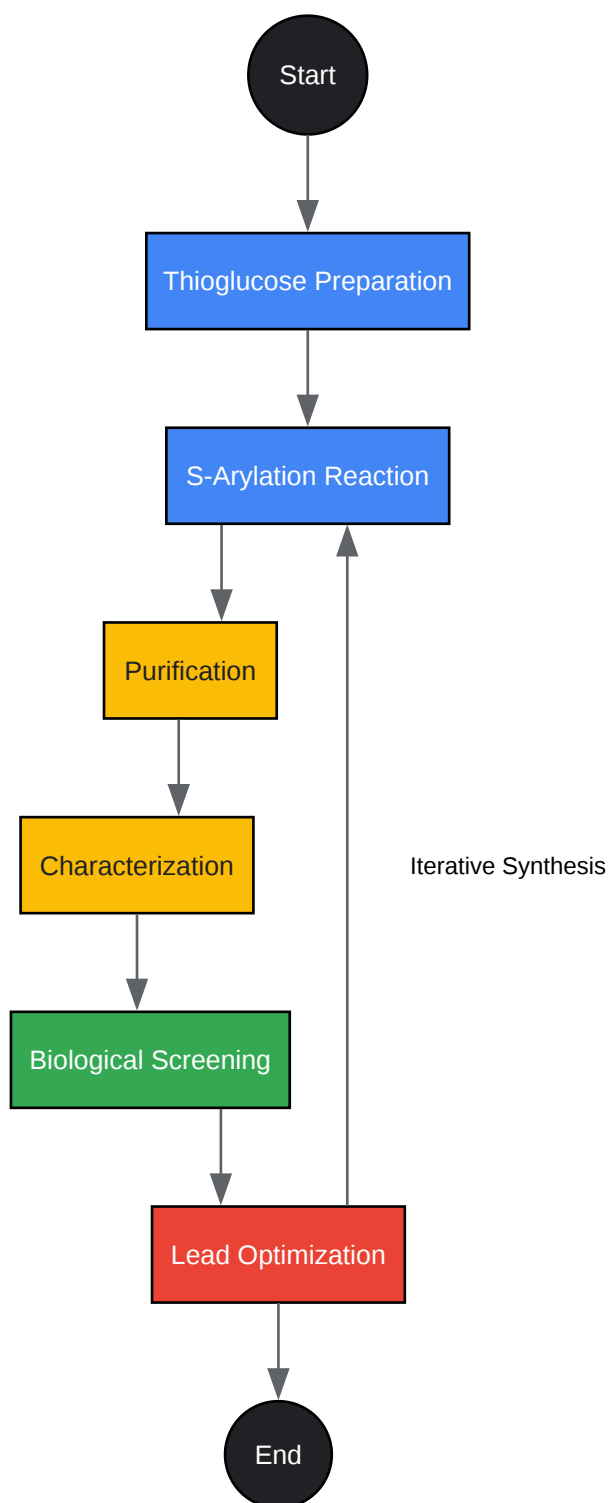 Start
Thioglucose Preparation
S-Arylation Reaction
Purification
Characterization
Iterative Synthesis
Biological Screening
Lead Optimization
End